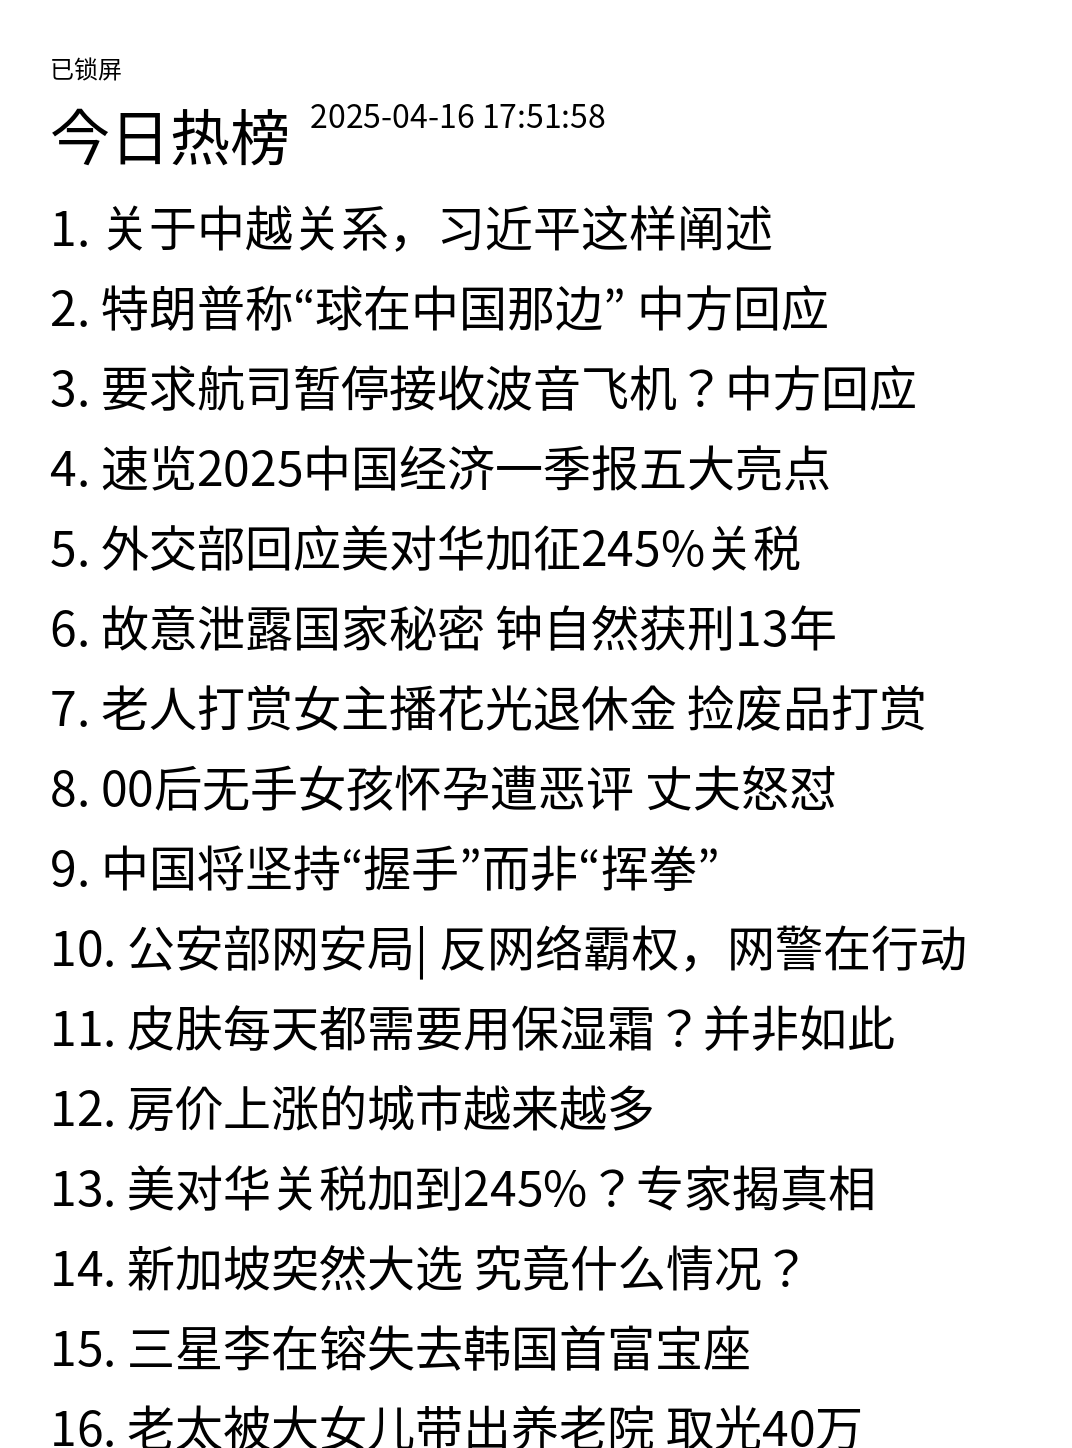 已锁屏
今日热榜 2025-04-16 17:51:58
1. 关于中越关系，习近平这样阐述
2. 特朗普称“球在中国那边” 中方回应
3. 要求航司暂停接收波音飞机？中方回应
4. 速览2025中国经济一季报五大亮点
5. 外交部回应美对华加征245%关税
6. 故意泄露国家秘密 钟自然获刑13年
7. 老人打赏女主播花光退休金 捡废品打赏
8. 00后无手女孩怀孕遭恶评 丈夫怒怼
9. 中国将坚持“握手”而非“挥拳”
10. 公安部网安局| 反网络霸权，网警在行动
11. 皮肤每天都需要用保湿霜？并非如此
12. 房价上涨的城市越来越多
13. 美对华关税加到245%？专家揭真相
14. 新加坡突然大选 究竟什么情况？
15. 三星李在镕失去韩国首富宝座
16. 老太被大女儿带出养老院 取光40万